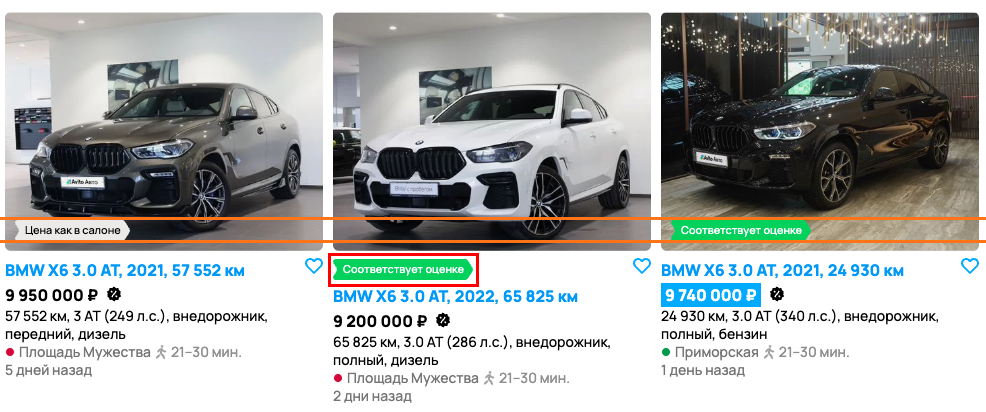 Avito Авто
Цена как в салоне
BMW X6 3.0 AT, 2021, 57 552 км
9 950 000 ₽
57 552 км, 3 AT (249 л.с.), внедорожник,
передний, дизель
Площадь Мужества 21–30 мин.
5 дней назад
BMW с пробегом
Соответствует оценке
BMW X6 3.0 AT, 2022, 65 825 км
9 200 000 ₽
65 825 км, 3.0 AT (286 л.с.), внедорожник,
полный, дизель
Площадь Мужества 21–30 мин.
2 дня назад
Avito Авто
Соответствует оценке
BMW X6 3.0 AT, 2021, 24 930 км
9 740 000 ₽
24 930 км, 3.0 AT (340 л.с.), внедорожник,
полный, бензин
Приморская 21–30 мин.
1 день назад